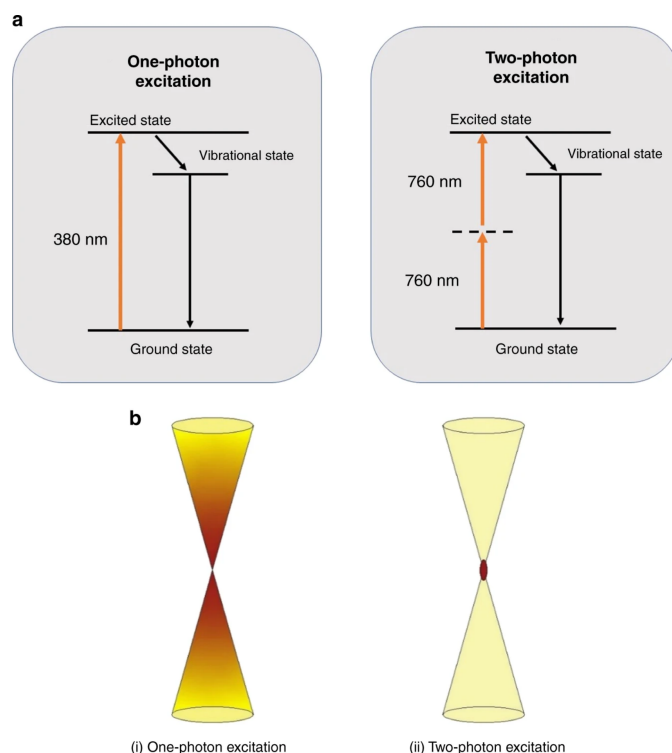 a
One-photon
excitation
Excited state
Vibrational state
380 nm
Ground state
Two-photon
excitation
Excited state
Vibrational state
760 nm
760 nm
Ground state
b
(i) One-photon excitation
(ii) Two-photon excitation